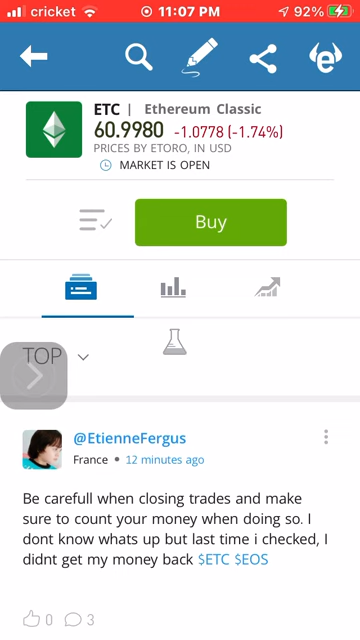 cricket 11:07 PM 92%
ETC | Ethereum Classic
60.9980 -1.0778 (-1.74%)
PRICES BY ETORO, IN USD
MARKET IS OPEN
Buy
TOP
@EtienneFergus
France • 12 minutes ago
Be carefull when closing trades and make
sure to count your money when doing so. I
dont know whats up but last time i checked, I
didnt get my money back $ETC $EOS
0 3